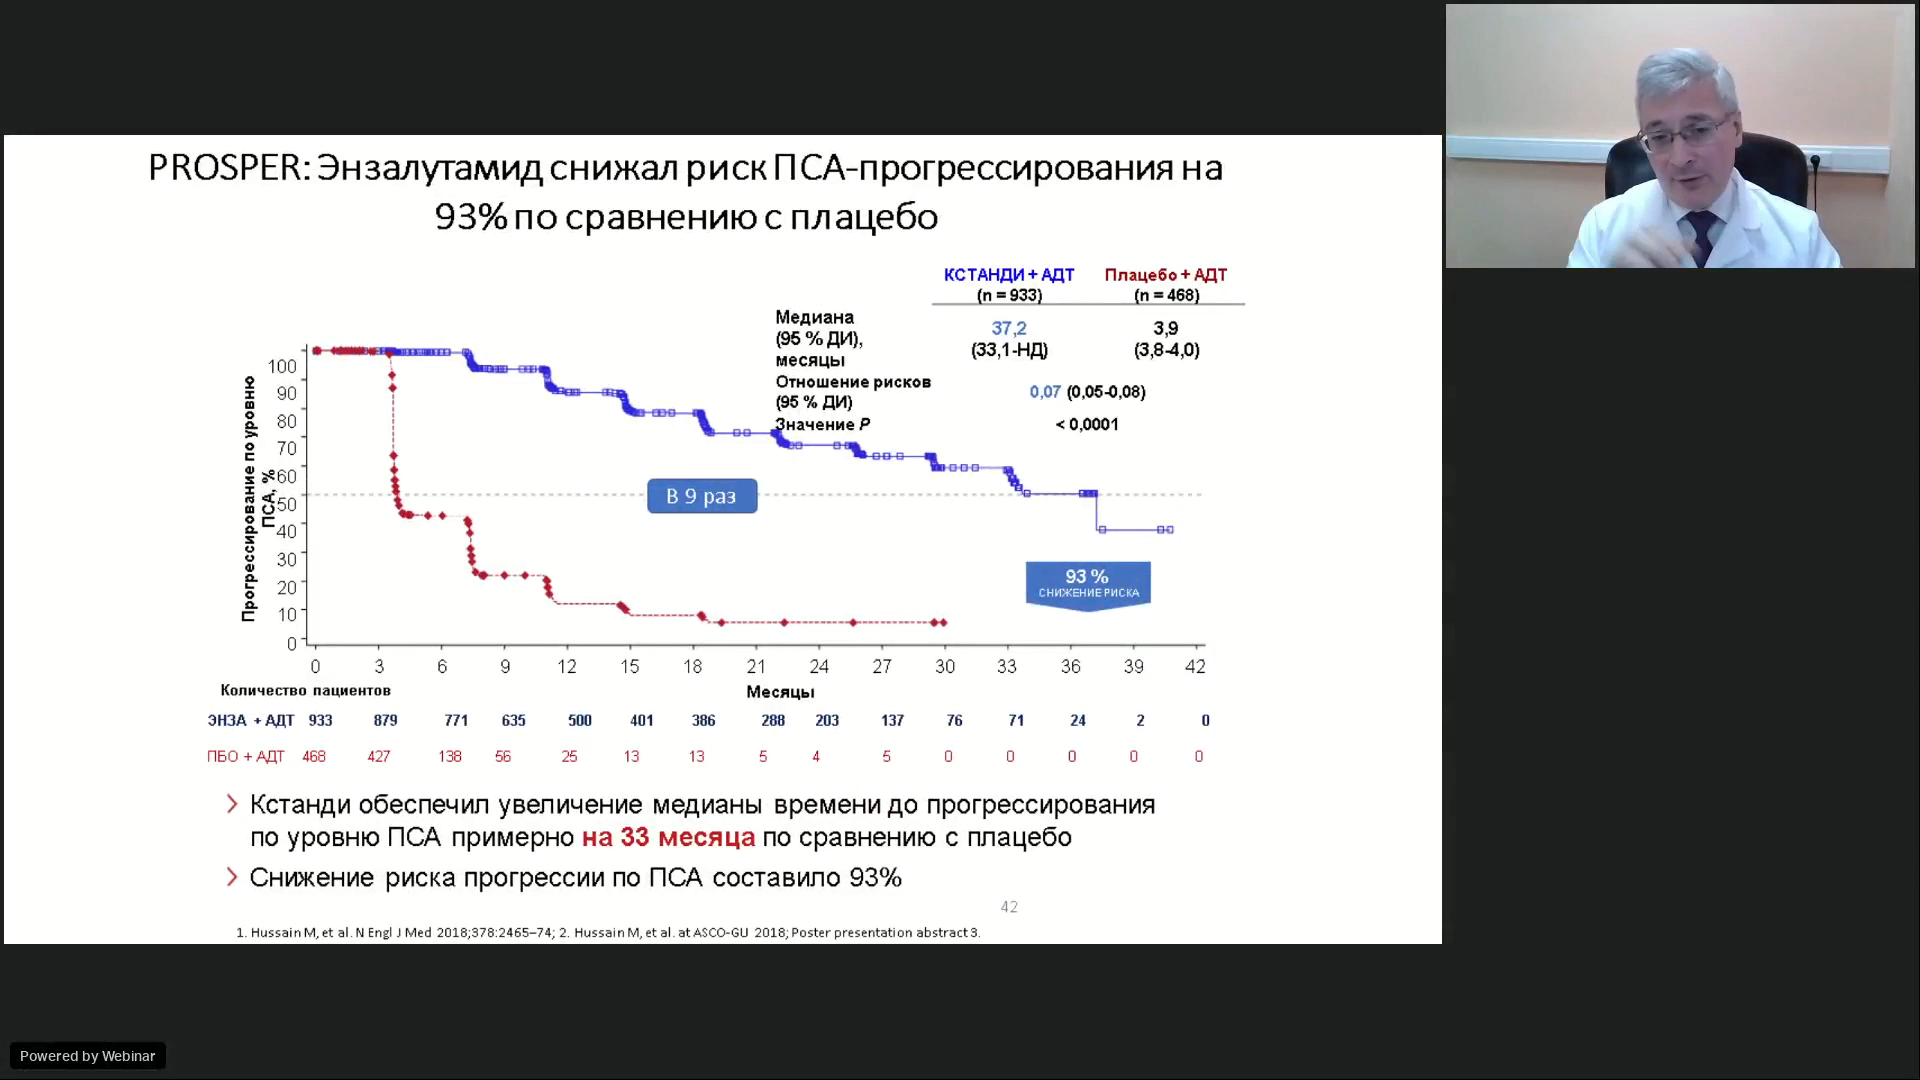 PROSPER: Энзалутамид снижал риск ПСА-прогрессирования на
93% по сравнению с плацебо
КСТАНДИ + АДТ
(n = 933)
Плацебо + АДТ
(n = 468)
Медиана
(95 % ДИ),
месяцы
37,2
(33,1-НД)
3,9
(3,8-4,0)
Отношение рисков
(95 % ДИ)
0,07 (0,05-0,08)
Значение P
< 0,0001
Прогрессирование по уровню
ПСА, %
100
90
80
70
60
50
40
30
20
10
0
В 9 раз
93 %
СНИЖЕНИЕ РИСКА
0 3 6 9 12 15 18 21 24 27 30 33 36 39 42
Количество пациентов
Месяцы
ЭНЗА + АДТ 933 879 771 635 500 401 386 288 203 137 76 71 24 2 0
ПБО + АДТ 468 427 138 56 25 13 13 5 4 5 0 0 0 0 0
Кстанди обеспечил увеличение медианы времени до прогрессирования
по уровню ПСА примерно на 33 месяца по сравнению с плацебо
Снижение риска прогрессии по ПСА составило 93%
42
1. Hussain M, et al. N Engl J Med 2018;378:2465–74; 2. Hussain M, et al. at ASCO-GU 2018; Poster presentation abstract 3.
Powered by Webinar